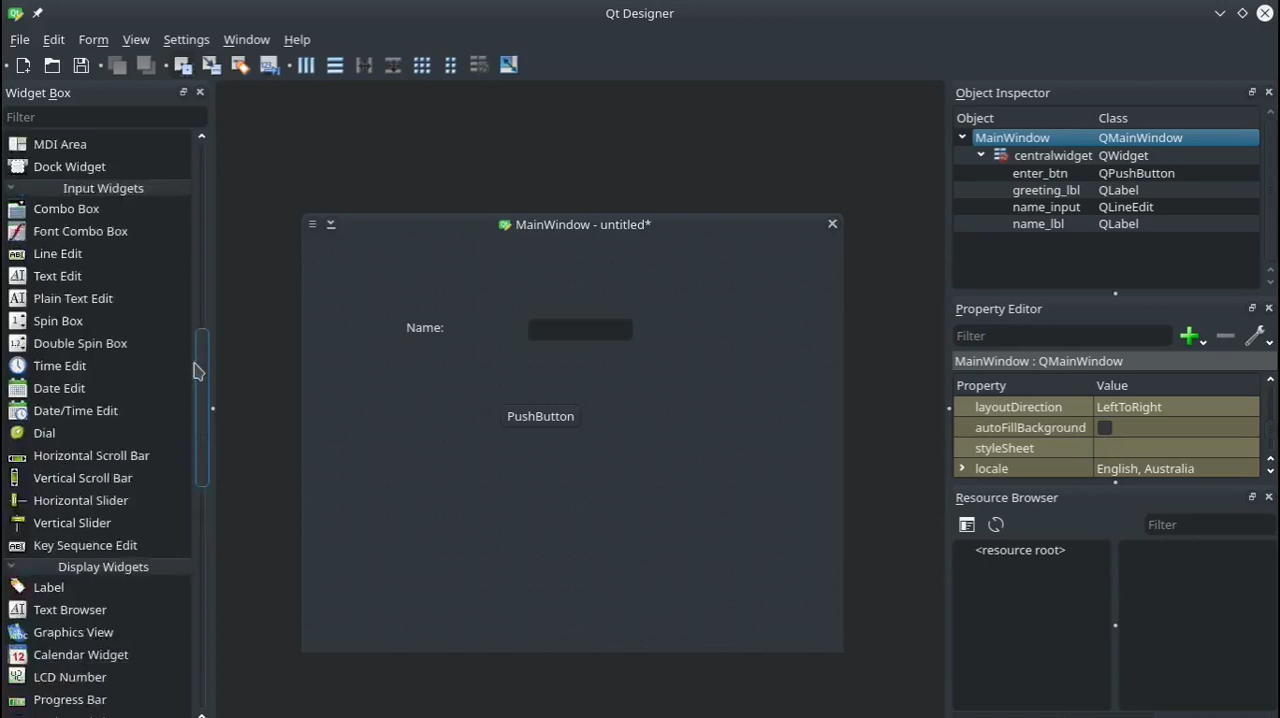 Qt Designer
File Edit Form View Settings Window Help
Widget Box
Filter
MDI Area
Dock Widget
Input Widgets
Combo Box
Font Combo Box
Line Edit
Text Edit
Plain Text Edit
Spin Box
Double Spin Box
Time Edit
Date Edit
Date/Time Edit
Dial
Horizontal Scroll Bar
Vertical Scroll Bar
Horizontal Slider
Vertical Slider
Key Sequence Edit
Display Widgets
Label
Text Browser
Graphics View
Calendar Widget
LCD Number
Progress Bar
MainWindow - untitled*
Name:
PushButton
Object Inspector
Object Class
MainWindow QMainWindow
centralwidget QWidget
enter_btn QPushButton
greeting_lbl QLabel
name_input QLineEdit
name_lbl QLabel
Property Editor
Filter
MainWindow : QMainWindow
Property Value
layoutDirection LeftToRight
autoFillBackground
styleSheet
locale English, Australia
Resource Browser
Filter
<resource root>